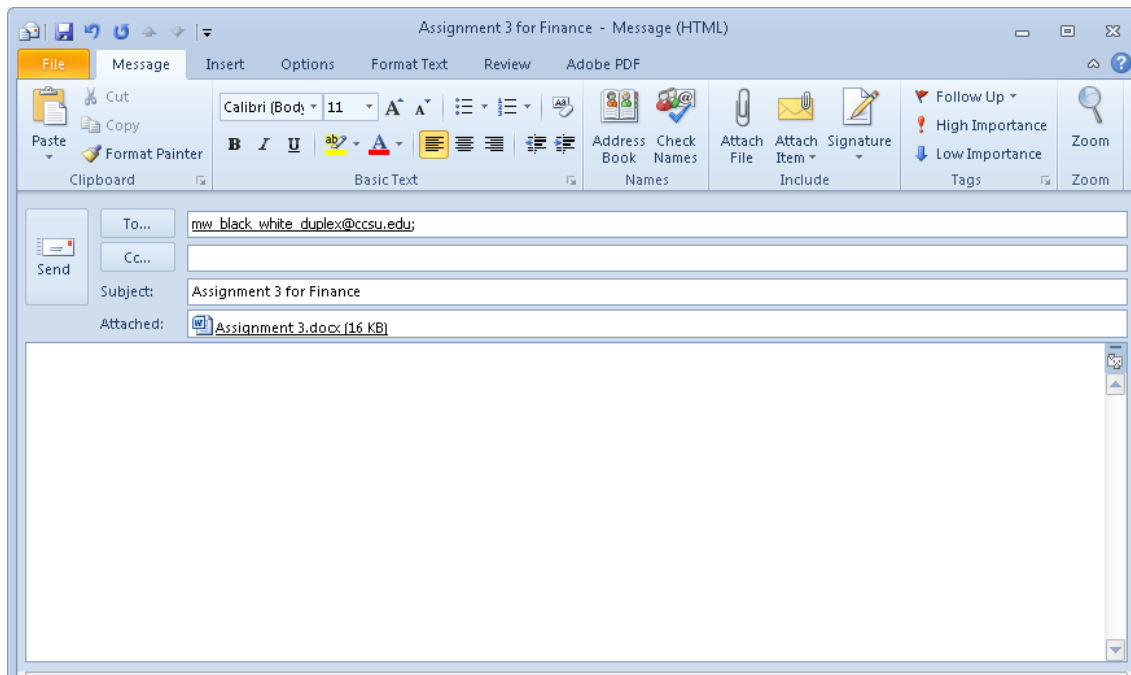 Assignment 3 for Finance - Message (HTML)
File Message Insert Options Format Text Review Adobe PDF
Cut
Copy
Format Painter
Paste
Clipboard
Calibri (Body 11
B I U
Basic Text
Address Book
Check Names
Names
Attach File
Attach Item
Signature
Include
Follow Up
High Importance
Low Importance
Tags
Zoom
Zoom
Send
To... mw_black_white_duplex@ccsu.edu;
Cc...
Subject: Assignment 3 for Finance
Attached: Assignment 3.docx (16 KB)